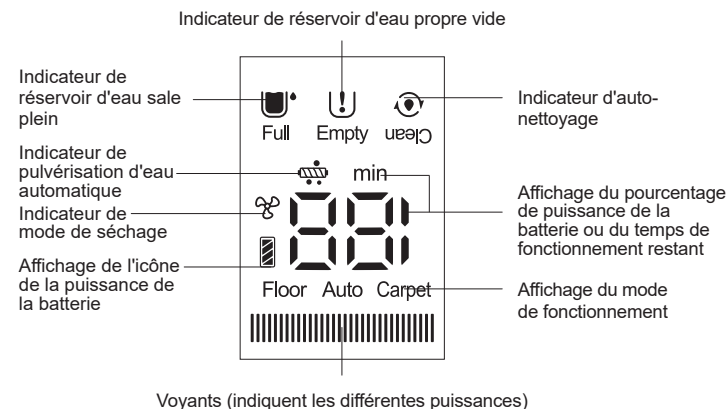 Indicateur de réservoir d'eau propre vide
Indicateur de
réservoir d'eau sale
plein
Full Empty Clean
Indicateur d'auto-
nettoyage
Indicateur de
pulvérisation d'eau
automatique
min
Indicateur de
mode de séchage
88
Affichage du pourcentage
de puissance de la
batterie ou du temps de
fonctionnement restant
Affichage de l'icône
de la puissance de
la batterie
Floor Auto Carpet
Affichage du mode
de fonctionnement
Voyants (indiquent les différentes puissances)